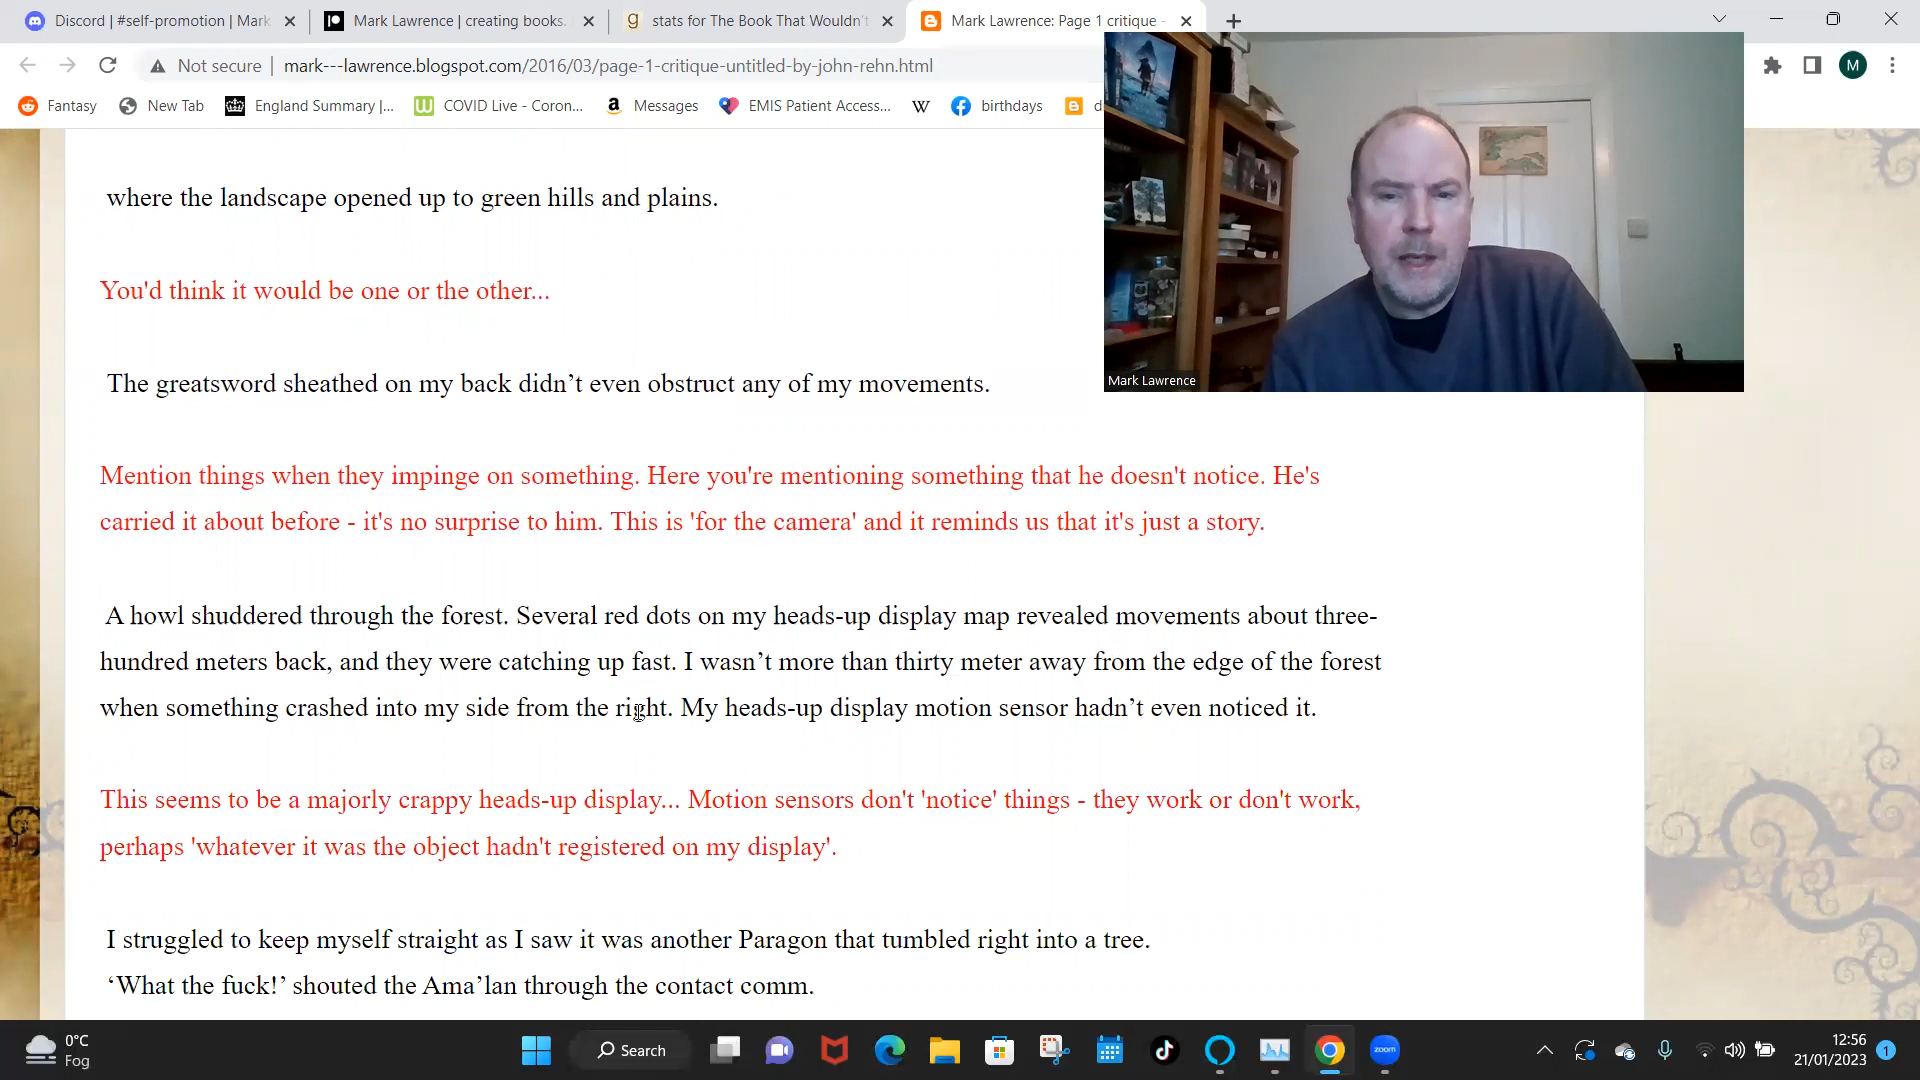 Discord | #self-promotion | Mark
Mark Lawrence | creating books.
stats for The Book That Wouldn't
Mark Lawrence: Page 1 critique -
Not secure
mark---lawrence.blogspot.com/2016/03/page-1-critique-untitled-by-john-rehn.html
M
Fantasy
New Tab
England Summary |...
COVID Live - Coron...
Messages
EMIS Patient Access...
W
birthdays
where the landscape opened up to green hills and plains.
You'd think it would be one or the other...
The greatsword sheathed on my back didn’t even obstruct any of my movements.
Mark Lawrence
Mention things when they impinge on something. Here you're mentioning something that he doesn't notice. He's
carried it about before - it's no surprise to him. This is 'for the camera' and it reminds us that it's just a story.
A howl shuddered through the forest. Several red dots on my heads-up display map revealed movements about three-
hundred meters back, and they were catching up fast. I wasn’t more than thirty meter away from the edge of the forest
when something crashed into my side from the right. My heads-up display motion sensor hadn’t even noticed it.
This seems to be a majorly crappy heads-up display... Motion sensors don't 'notice' things - they work or don't work,
perhaps 'whatever it was the object hadn't registered on my display'.
I struggled to keep myself straight as I saw it was another Paragon that tumbled right into a tree.
‘What the fuck!’ shouted the Ama’lan through the contact comm.
0°C
Fog
Search
zoom
12:56
21/01/2023
1